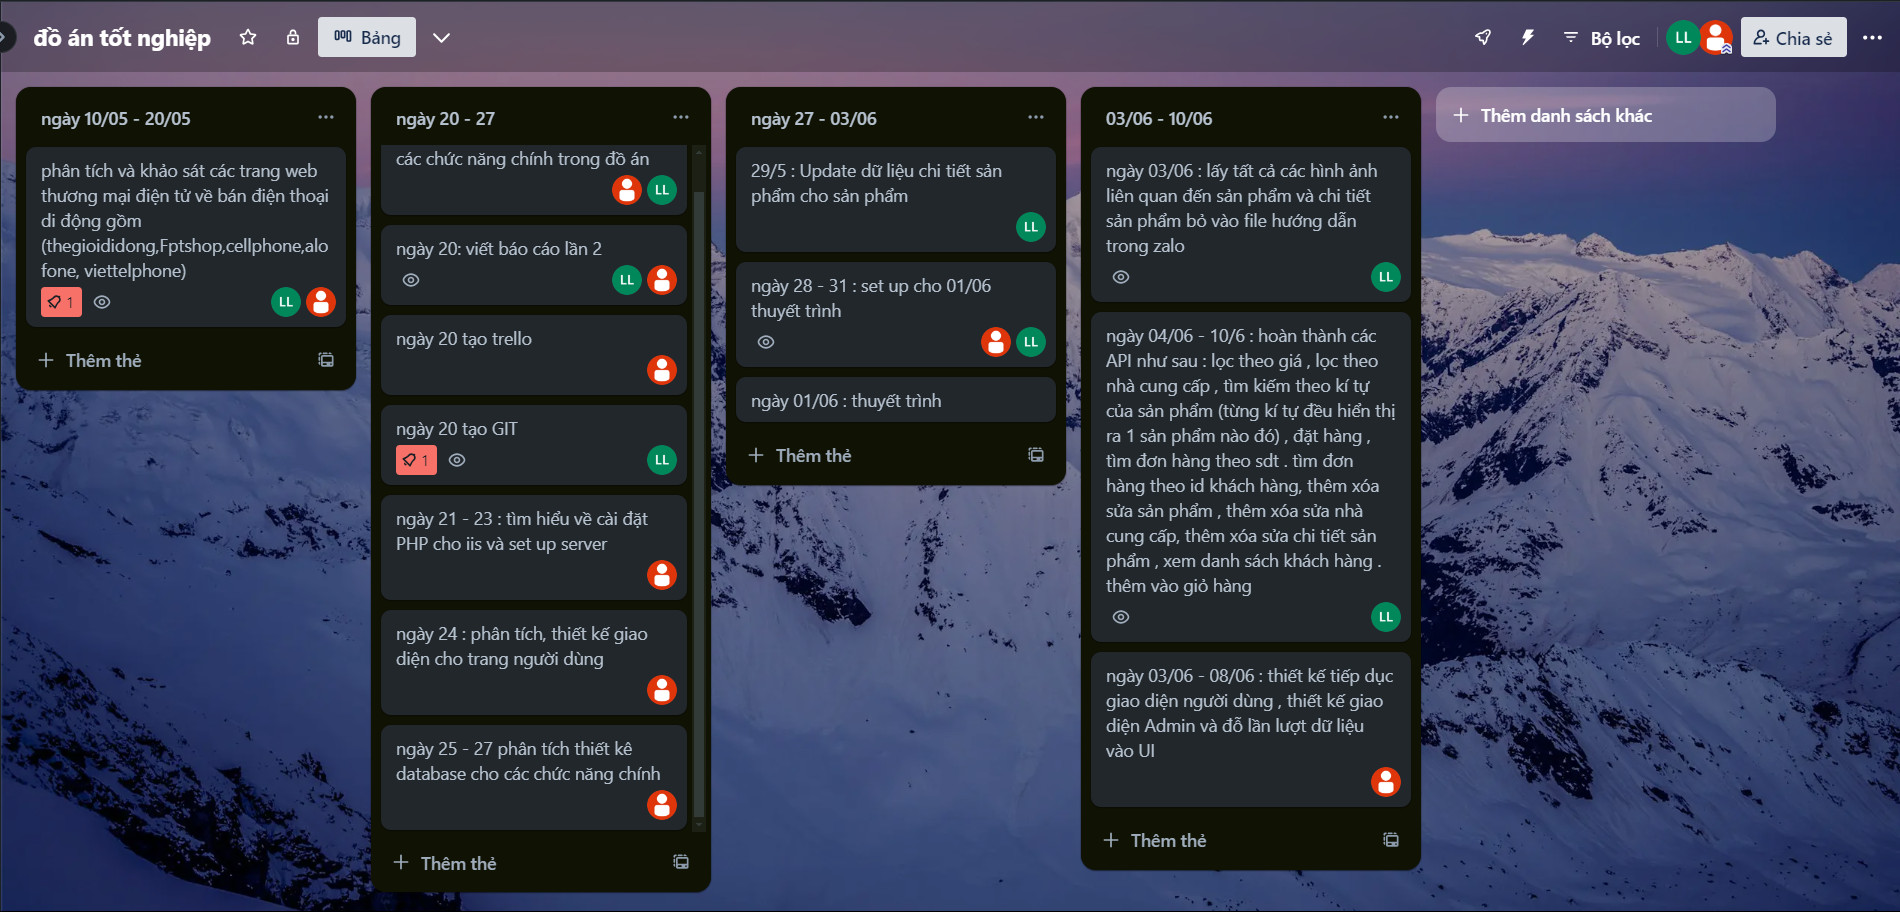 đồ án tốt nghiệp
Bảng
Bộ lọc
LL
Chia sẻ
ngày 10/05 - 20/05
phân tích và khảo sát các trang web
thương mại điện tử về bán điện thoại
di động gồm
(thegioididong,Fptshop,cellphone,alo
fone, viettelphone)
1
LL
Thêm thẻ
ngày 20 - 27
các chức năng chính trong đồ án
LL
ngày 20: viết báo cáo lần 2
LL
ngày 20 tạo trello
ngày 20 tạo GIT
1
LL
ngày 21 - 23 : tìm hiểu về cài đặt
PHP cho iis và set up server
ngày 24 : phân tích, thiết kế giao
diện cho trang người dùng
ngày 25 - 27 phân tích thiết kê
database cho các chức năng chính
Thêm thẻ
ngày 27 - 03/06
29/5 : Update dữ liệu chi tiết sản
phẩm cho sản phẩm
LL
ngày 28 - 31 : set up cho 01/06
thuyết trình
LL
ngày 01/06 : thuyết trình
Thêm thẻ
03/06 - 10/06
ngày 03/06 : lấy tất cả các hình ảnh
liên quan đến sản phẩm và chi tiết
sản phẩm bỏ vào file hướng dẫn
trong zalo
LL
ngày 04/06 - 10/6 : hoàn thành các
API như sau : lọc theo giá , lọc theo
nhà cung cấp , tìm kiếm theo kí tự
của sản phẩm (từng kí tự đều hiển thị
ra 1 sản phẩm nào đó) , đặt hàng ,
tìm đơn hàng theo sdt . tìm đơn
hàng theo id khách hàng, thêm xóa
sửa sản phẩm , thêm xóa sửa nhà
cung cấp, thêm xóa sửa chi tiết sản
phẩm , xem danh sách khách hàng .
thêm vào giỏ hàng
LL
ngày 03/06 - 08/06 : thiết kế tiếp dục
giao diện người dùng , thiết kế giao
diện Admin và đỗ lần lượt dữ liệu
vào UI
Thêm thẻ
Thêm danh sách khác